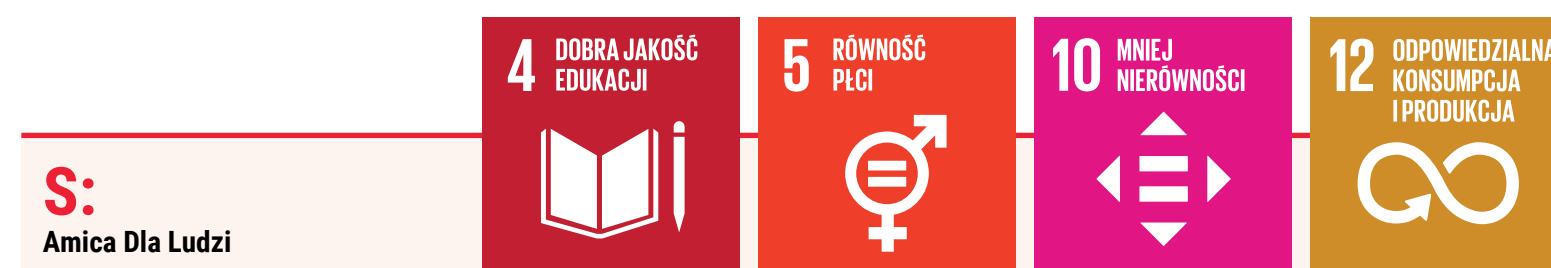 4 DOBRA JAKOŚĆ
EDUKACJI
5 RÓWNOŚĆ
PŁCI
10 MNIEJ
NIERÓWNOŚCI
12 ODPOWIEDZIALNA
KONSUMPCJA
I PRODUKCJA
S:
Amica Dla Ludzi